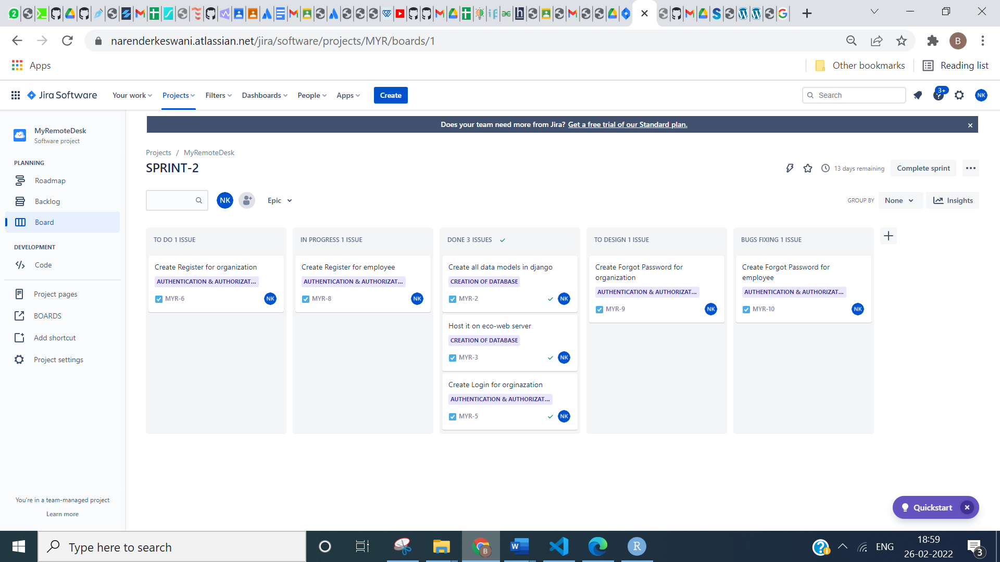 narenderkeswani.atlassian.net/jira/software/projects/MYR/boards/1
B
Apps
Other bookmarks
Reading list
Jira Software
Your work
Projects
Filters
Dashboards
People
Apps
Create
Search
3+
NK
MyRemoteDesk
Software project
PLANNING
Roadmap
Backlog
Board
DEVELOPMENT
Code
Project pages
BOARDS
Add shortcut
Project settings
You're in a team-managed project
Learn more
Does your team need more from Jira? Get a free trial of our Standard plan.
Projects / MyRemoteDesk
SPRINT-2
13 days remaining
Complete sprint
NK
Epic
GROUP BY
None
Insights
TO DO 1 ISSUE
Create Register for organization
AUTHENTICATION & AUTHORIZAT...
MYR-6
NK
IN PROGRESS 1 ISSUE
Create Register for employee
AUTHENTICATION & AUTHORIZAT...
MYR-8
NK
DONE 3 ISSUES
Create all data models in django
CREATION OF DATABASE
MYR-2
NK
Host it on eco-web server
CREATION OF DATABASE
MYR-3
NK
Create Login for orginazation
AUTHENTICATION & AUTHORIZAT...
MYR-5
NK
TO DESIGN 1 ISSUE
Create Forgot Password for
organization
AUTHENTICATION & AUTHORIZAT...
MYR-9
NK
BUGS FIXING 1 ISSUE
Create Forgot Password for
employee
AUTHENTICATION & AUTHORIZAT...
MYR-10
NK
Quickstart
Type here to search
ENG
18:59
26-02-2022
3